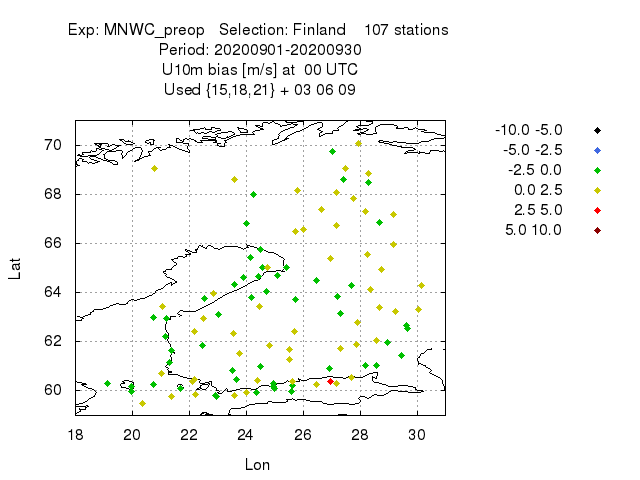 Exp: MNWC_preop Selection: Finland 107 stations
Period: 20200901-20200930
U10m bias [m/s] at 00 UTC
Used {15,18,21} + 03 06 09
-10.0 -5.0
-5.0 -2.5
-2.5 0.0
0.0 2.5
2.5 5.0
5.0 10.0
70
68
66
64
62
60
Lat
18 20 22 24 26 28 30
Lon